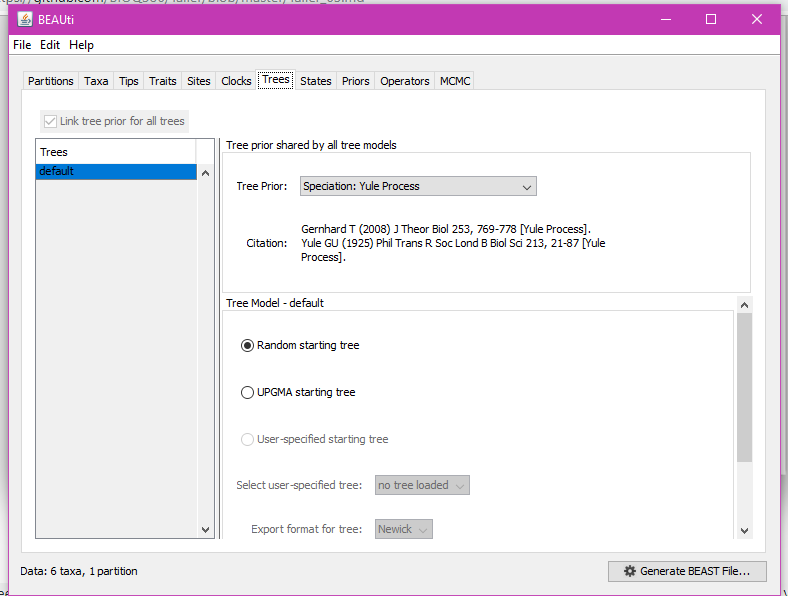 BEAUti
File Edit Help
Partitions Taxa Tips Traits Sites Clocks Trees States Priors Operators MCMC
Link tree prior for all trees
Trees
default
Tree prior shared by all tree models
Tree Prior: Speciation: Yule Process
Citation:
Gernhard T (2008) J Theor Biol 253, 769-778 [Yule Process].
Yule GU (1925) Phil Trans R Soc Lond B Biol Sci 213, 21-87 [Yule
Process].
Tree Model - default
Random starting tree
UPGMA starting tree
User-specified starting tree
Select user-specified tree: no tree loaded
Export format for tree: Newick
Data: 6 taxa, 1 partition
Generate BEAST File...